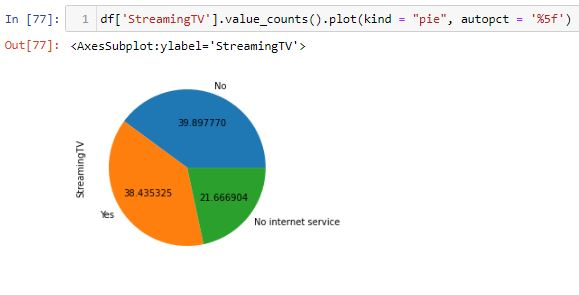 In [77]: 1 df['StreamingTV'].value_counts().plot(kind = "pie", autopct = '%5f')
Out[77]: <AxesSubplot:ylabel='StreamingTV'>
No
39.897770
StreamingTV
38.435325 21.666904
Yes
No internet service